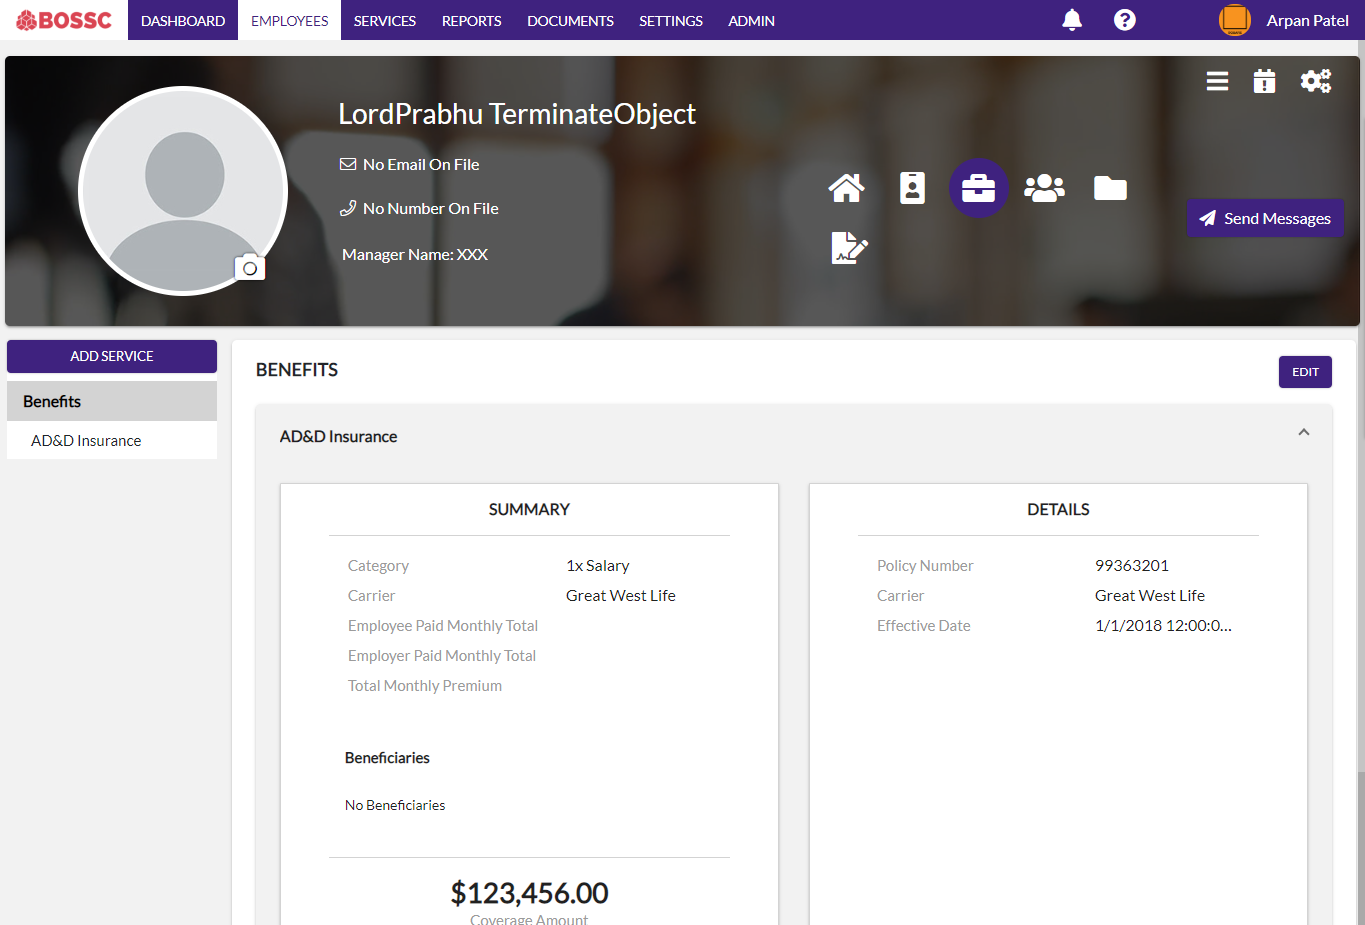 BOSSC DASHBOARD EMPLOYEES SERVICES REPORTS DOCUMENTS SETTINGS ADMIN Arpan Patel
LordPrabhu TerminateObject
No Email On File
No Number On File
Send Messages
Manager Name: XXX
ADD SERVICE
Benefits
AD&D Insurance
BENEFITS
EDIT
AD&D Insurance
SUMMARY
Category 1x Salary
Carrier Great West Life
Employee Paid Monthly Total
Employer Paid Monthly Total
Total Monthly Premium
Beneficiaries
No Beneficiaries
$123,456.00
Coverage Amount
DETAILS
Policy Number 99363201
Carrier Great West Life
Effective Date 1/1/2018 12:00:0...